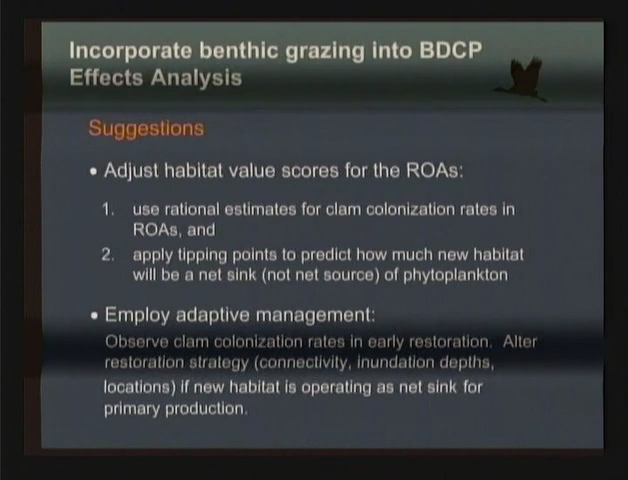 Incorporate benthic grazing into BDCP
Effects Analysis
Suggestions
• Adjust habitat value scores for the ROAs:
1. use rational estimates for clam colonization rates in
ROAs, and
2. apply tipping points to predict how much new habitat
will be a net sink (not net source) of phytoplankton
• Employ adaptive management:
Observe clam colonization rates in early restoration. Alter
restoration strategy (connectivity, inundation depths,
locations) if new habitat is operating as net sink for
primary production.